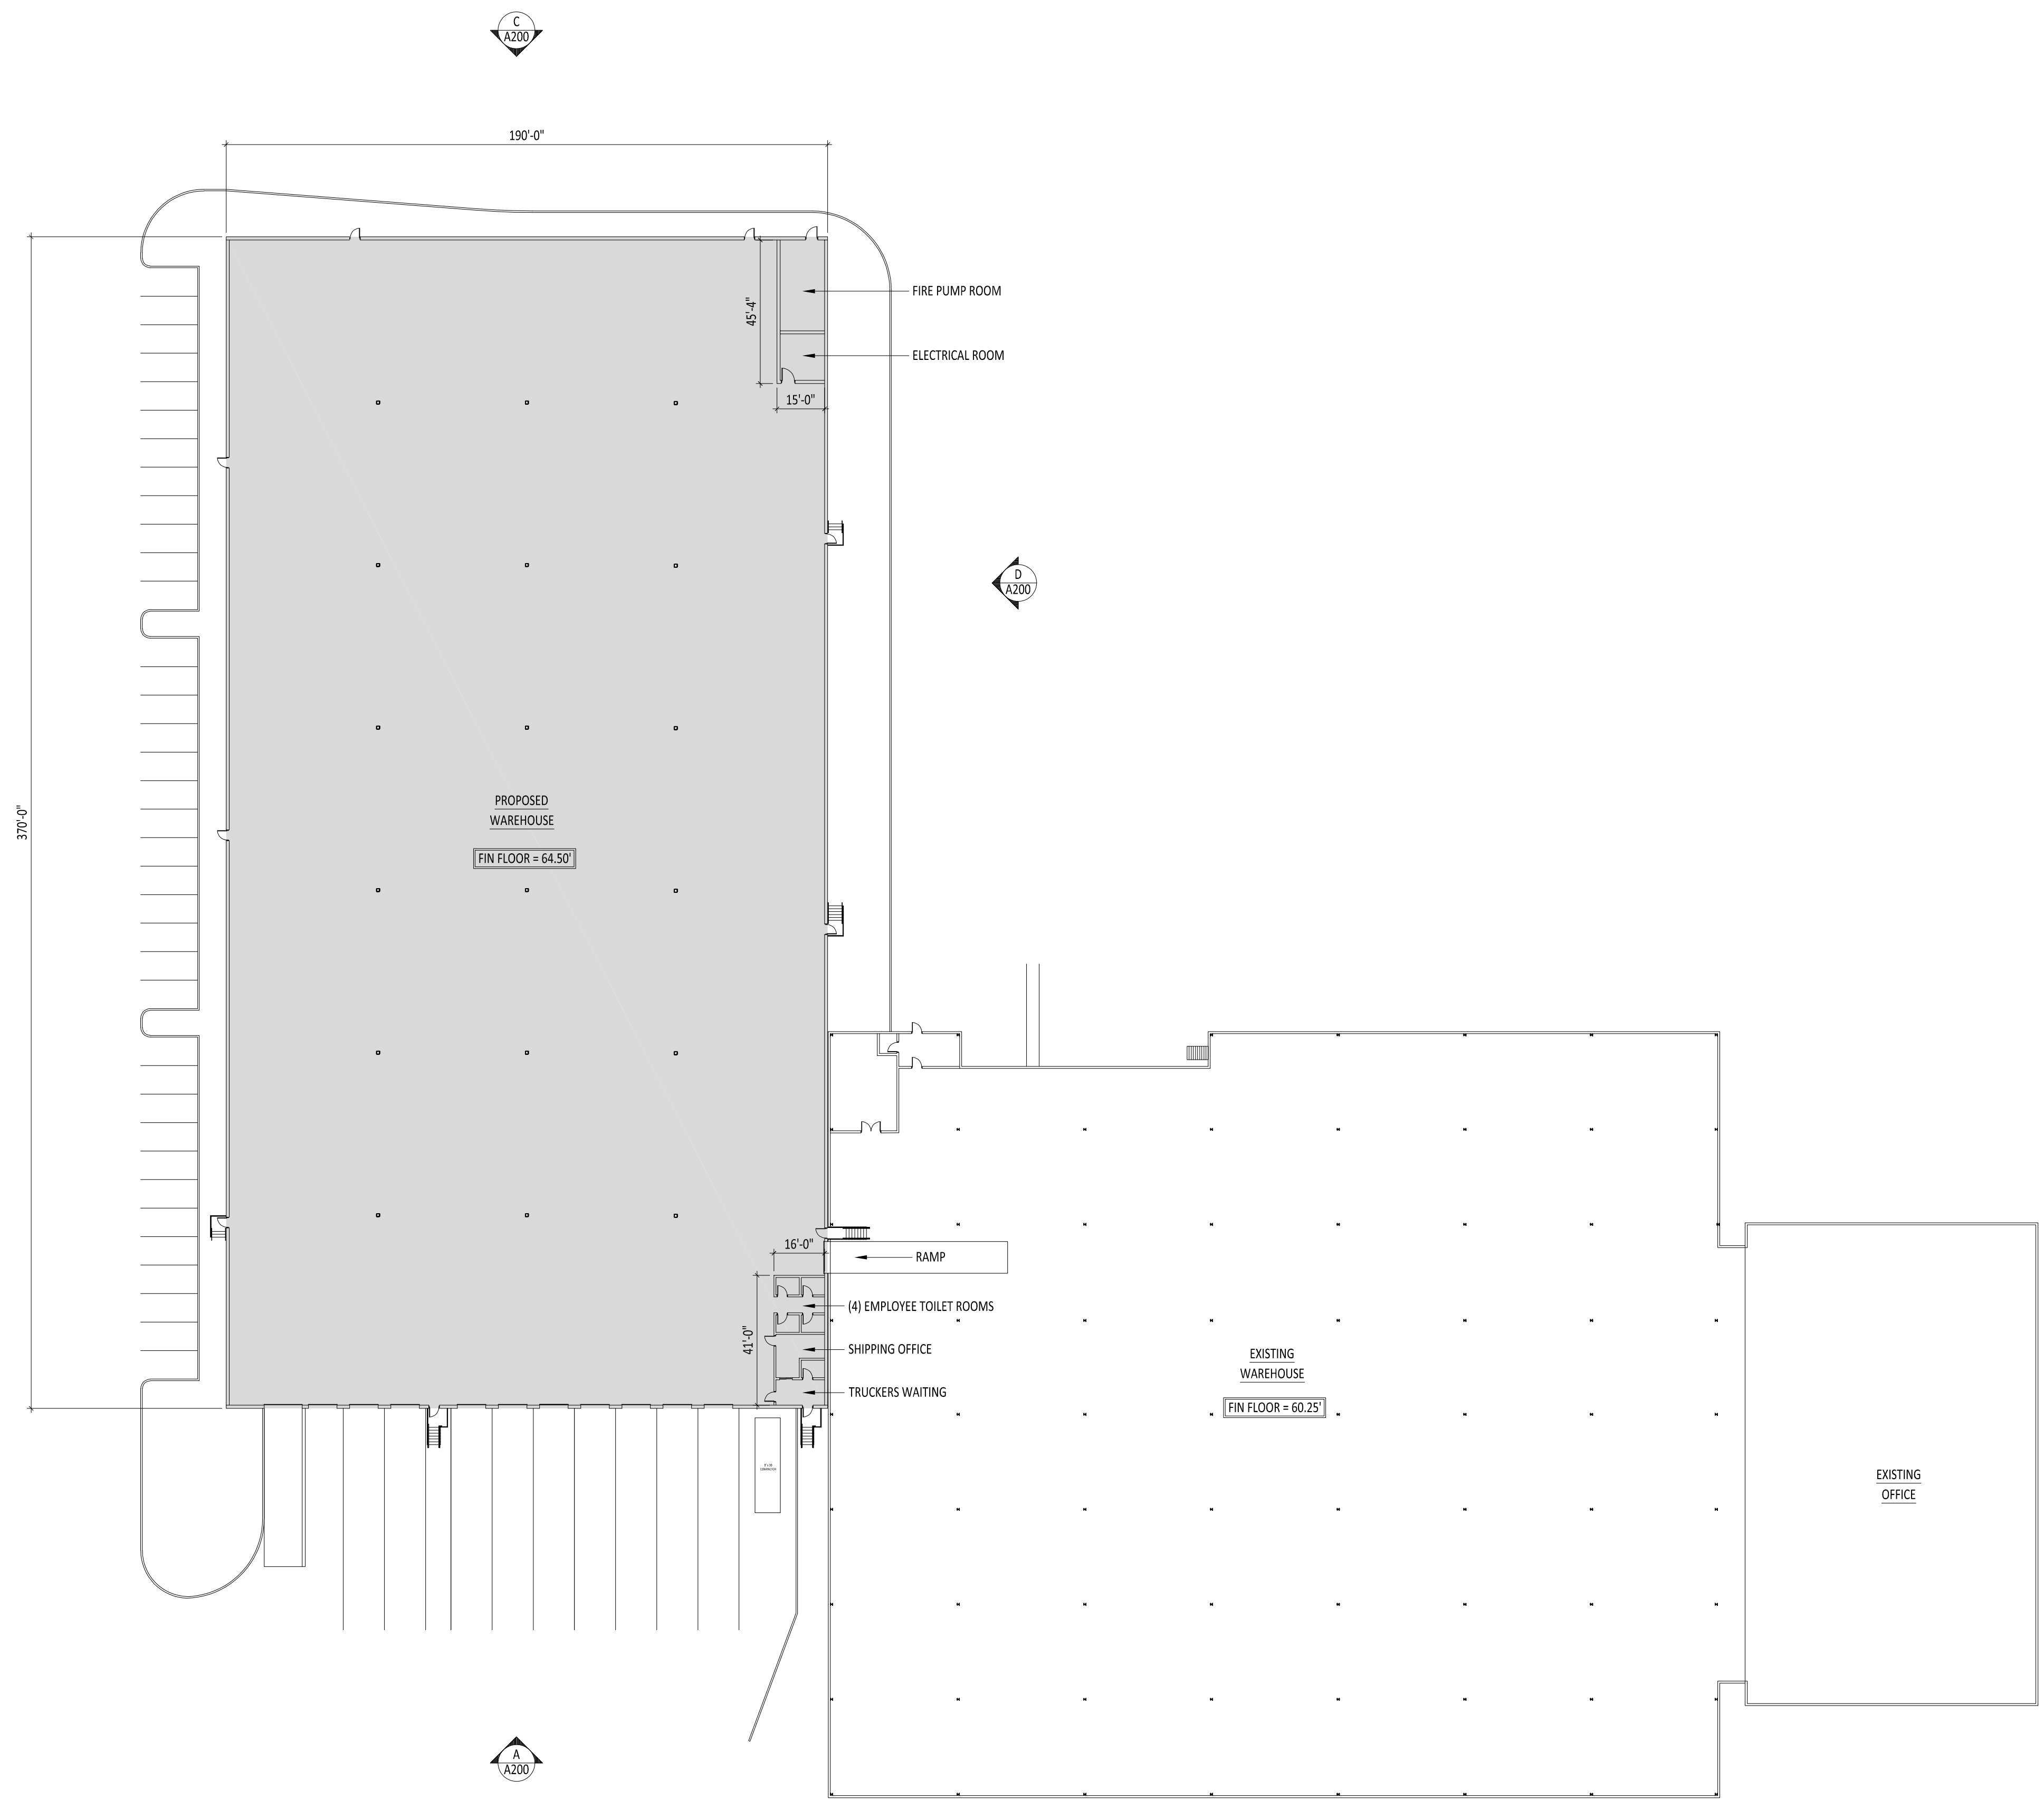 C
A200
190'-0"
FIRE PUMP ROOM
45'-4"
ELECTRICAL ROOM
15'-0"
D
A200
370'-0"
PROPOSED
WAREHOUSE
FIN FLOOR = 64.50'
16'-0"
RAMP
(4) EMPLOYEE TOILET ROOMS
41'-0"
SHIPPING OFFICE
TRUCKERS WAITING
EXISTING
WAREHOUSE
FIN FLOOR = 60.25'
COMPACTOR
EXISTING
OFFICE
A
A200